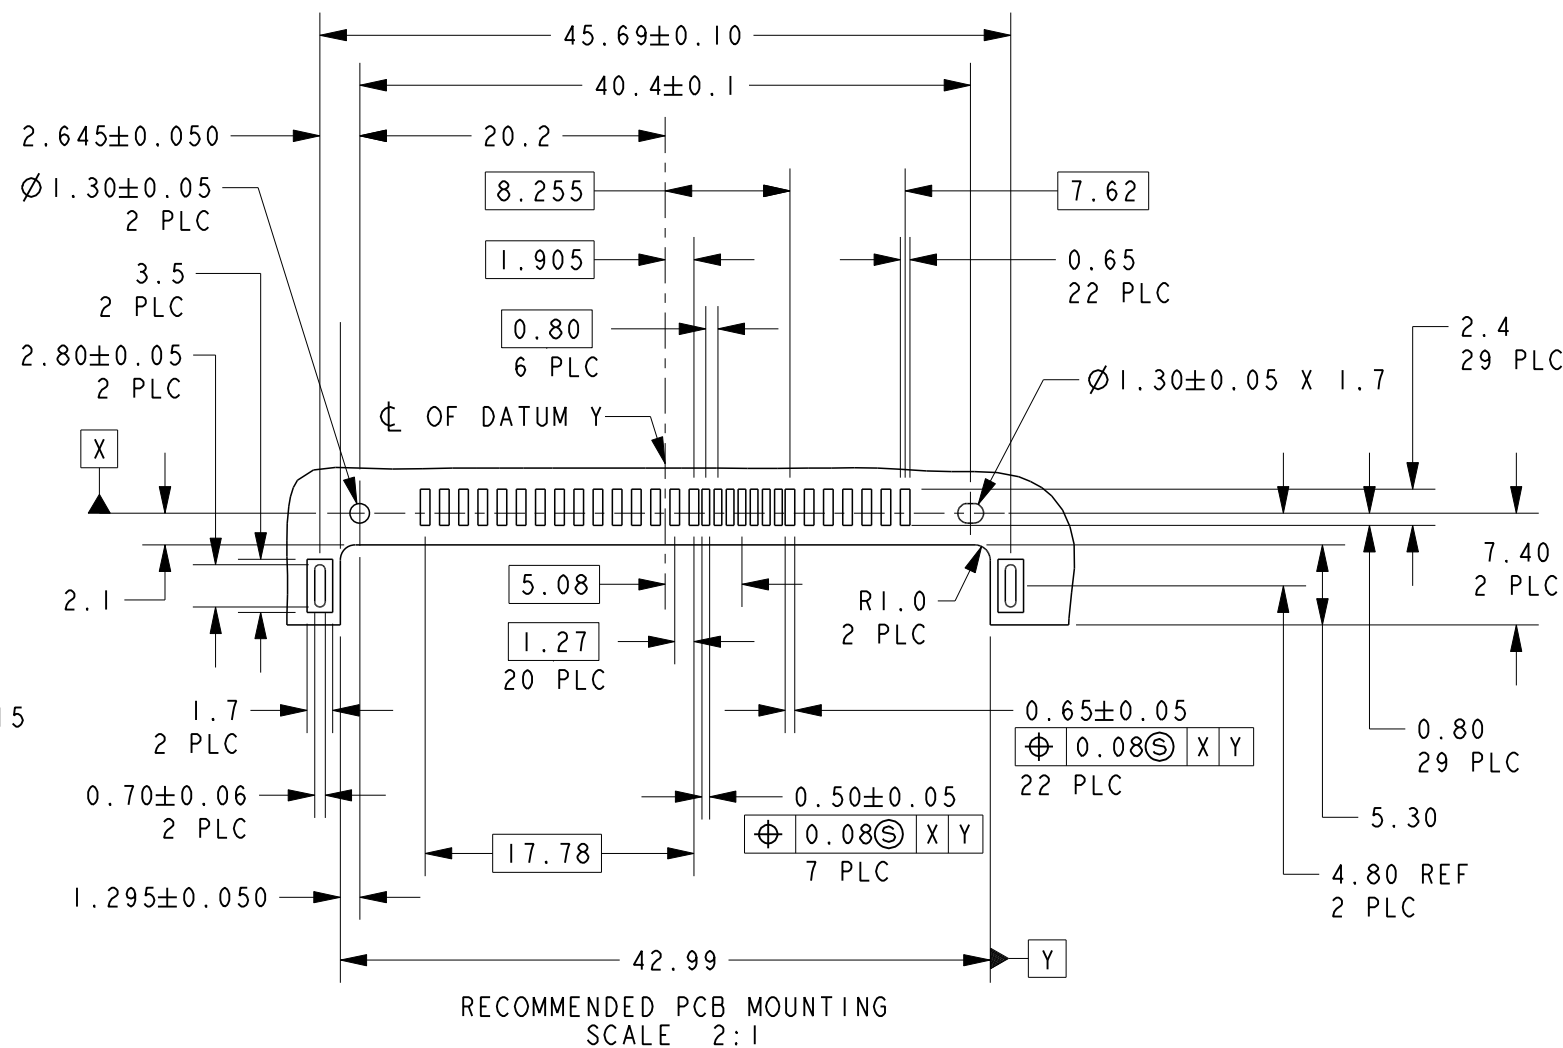 45.69±0.10
40.4±0.1
2.645±0.050
20.2
Ø1.30±0.05
2 PLC
8.255
7.62
1.905
0.65
22 PLC
3.5
2 PLC
0.80
6 PLC
2.4
29 PLC
2.80±0.05
2 PLC
Ø1.30±0.05 X 1.7
℄ OF DATUM Y
X
7.40
2 PLC
2.1
5.08
R1.0
2 PLC
1.27
20 PLC
15
1.7
2 PLC
0.65±0.05
⌖ 0.08Ⓢ X Y
22 PLC
0.80
29 PLC
0.70±0.06
2 PLC
0.50±0.05
⌖ 0.08Ⓢ X Y
7 PLC
5.30
17.78
4.80 REF
2 PLC
1.295±0.050
42.99
Y
RECOMMENDED PCB MOUNTING
SCALE 2:1